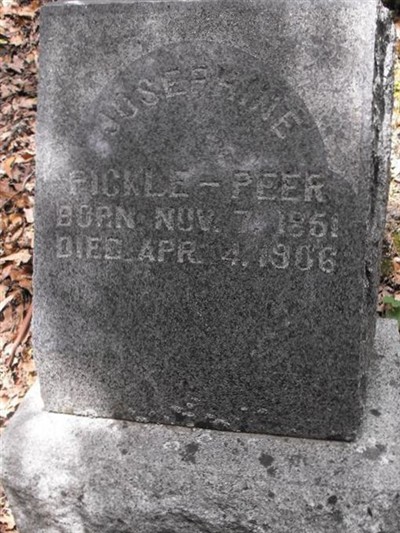 JOSEPHINE
PICKLE-PEER
BORN NOV. 7, 1851
DIED APR. 4, 1906